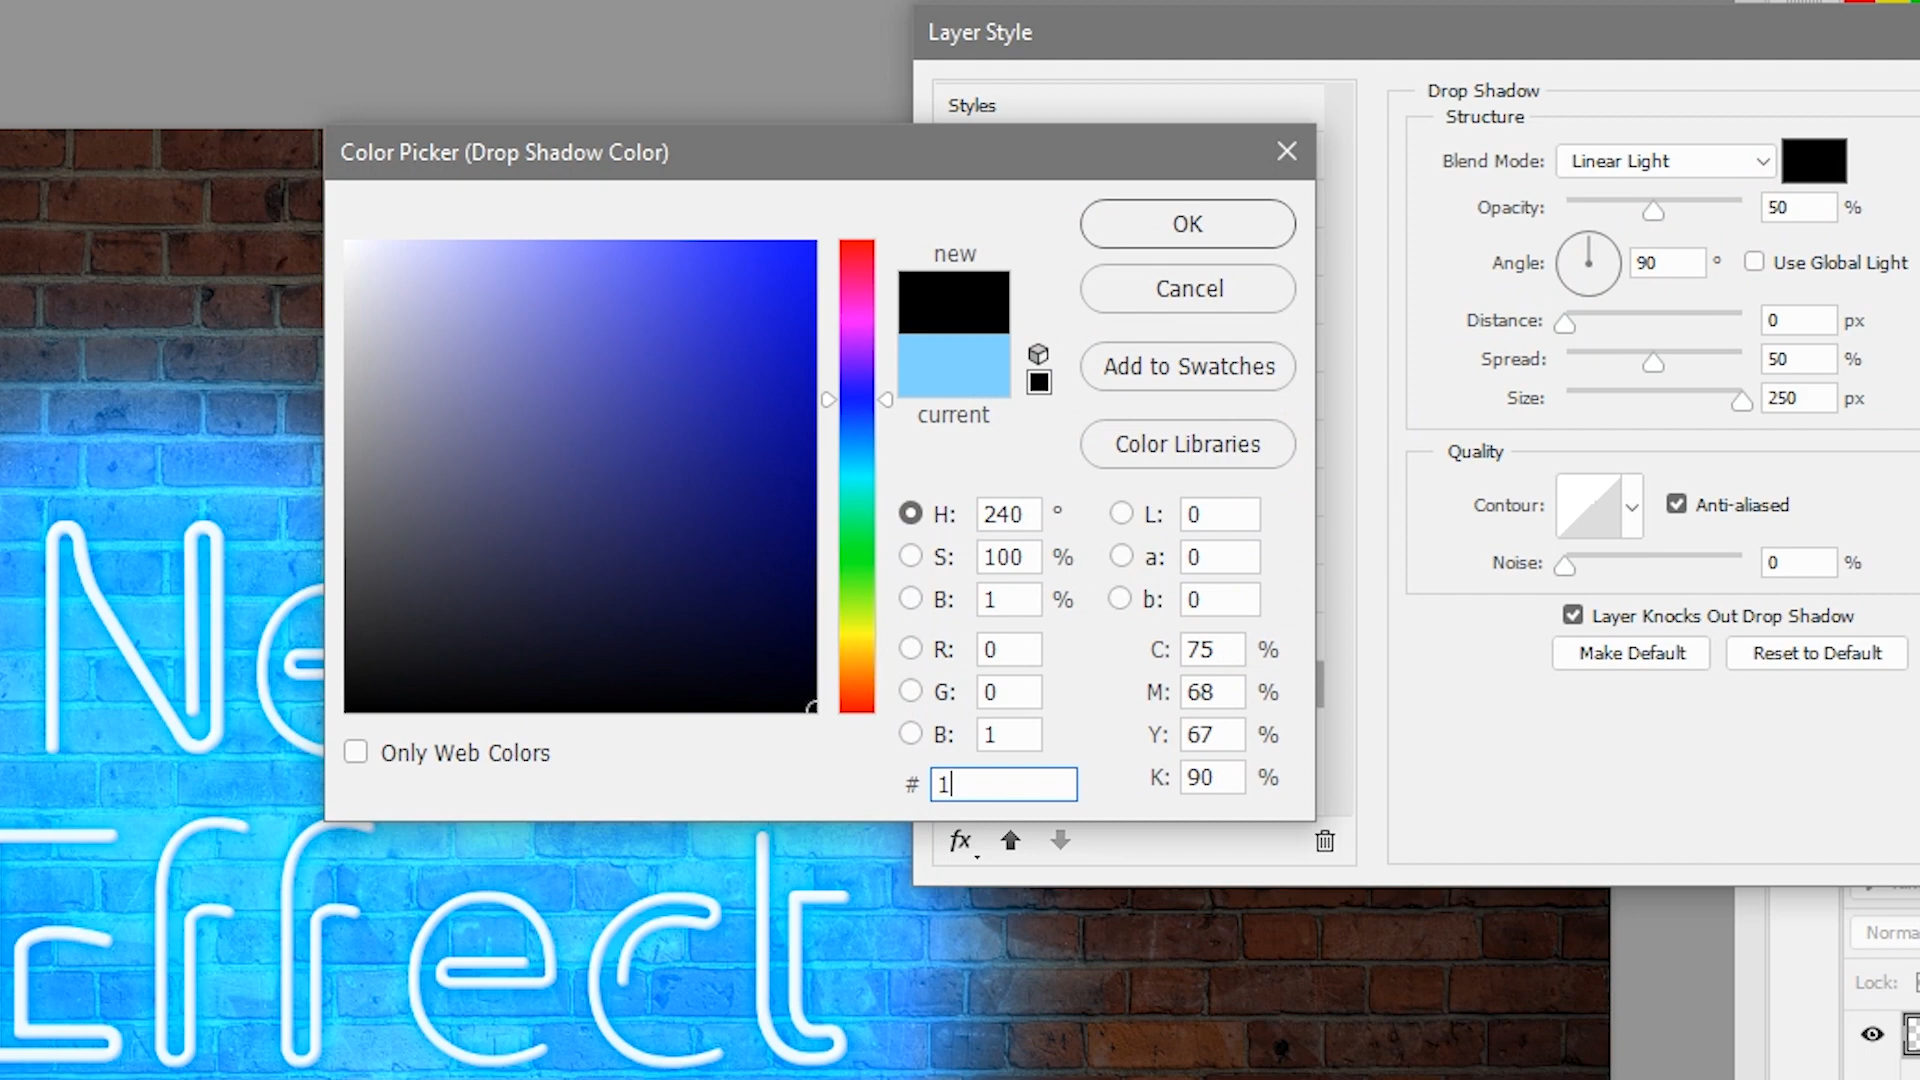 Layer Style
Styles
Drop Shadow
Structure
Blend Mode: Linear Light
Opacity: 50 %
Angle: 90 ° Use Global Light
Distance: 0 px
Spread: 50 %
Size: 250 px
Quality
Contour: Anti-aliased
Noise: 0 %
Layer Knocks Out Drop Shadow
Make Default Reset to Default
Color Picker (Drop Shadow Color)
new
current
OK
Cancel
Add to Swatches
Color Libraries
H: 240 ° L: 0
S: 100 % a: 0
B: 1 % b: 0
R: 0 C: 75 %
G: 0 M: 68 %
B: 1 Y: 67 %
# 1 K: 90 %
Only Web Colors
fx
Ne
Effect
Norma
Lock: